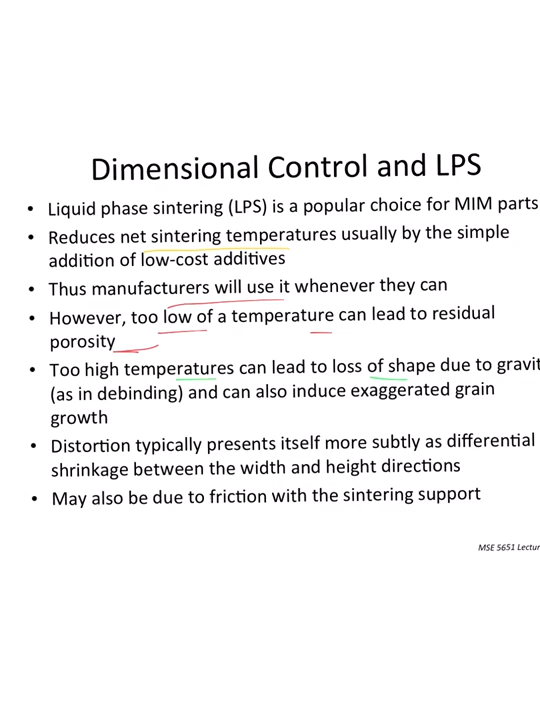 Dimensional Control and LPS
• Liquid phase sintering (LPS) is a popular choice for MIM parts
• Reduces net sintering temperatures usually by the simple
addition of low-cost additives
• Thus manufacturers will use it whenever they can
• However, too low of a temperature can lead to residual
porosity
• Too high temperatures can lead to loss of shape due to gravit
(as in debinding) and can also induce exaggerated grain
growth
• Distortion typically presents itself more subtly as differential
shrinkage between the width and height directions
• May also be due to friction with the sintering support
MSE 5651 Lectur